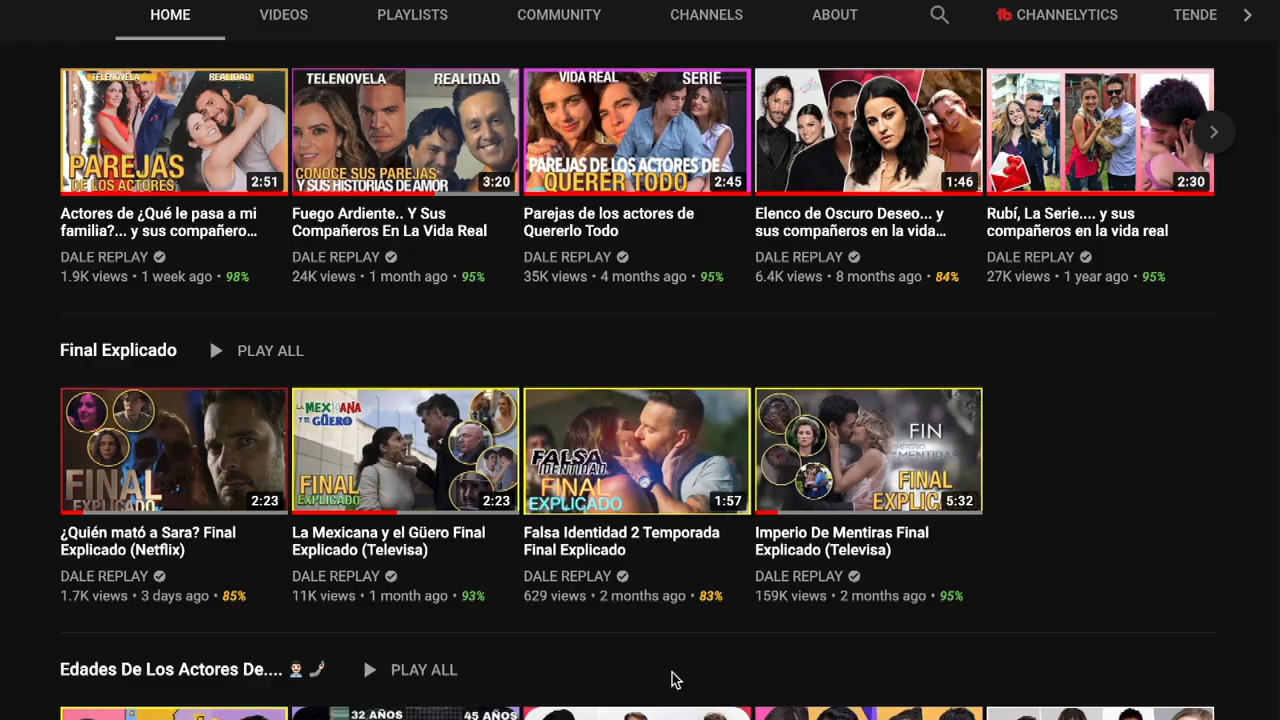 HOME VIDEOS PLAYLISTS COMMUNITY CHANNELS ABOUT CHANNELYTICS TENDE
TELENOVELA REALIDAD
PAREJAS
DE LOS ACTORES
2:51
TELENOVELA REALIDAD
CONOCE SUS PAREJAS
Y SUS HISTORIAS DE AMOR
3:20
VIDA REAL SERIE
PAREJAS DE LOS ACTORES DE
QUERER TODO
2:45
1:46
2:30
Actores de ¿Qué le pasa a mi
familia?... y sus compañero...
DALE REPLAY
1.9K views • 1 week ago • 98%
Fuego Ardiente.. Y Sus
Compañeros En La Vida Real
DALE REPLAY
24K views • 1 month ago • 95%
Parejas de los actores de
Quererlo Todo
DALE REPLAY
35K views • 4 months ago • 95%
Elenco de Oscuro Deseo... y
sus compañeros en la vida...
DALE REPLAY
6.4K views • 8 months ago • 84%
Rubí, La Serie.... y sus
compañeros en la vida real
DALE REPLAY
27K views • 1 year ago • 95%
Final Explicado PLAY ALL
FINAL
EXPLICADO
2:23
LA MEXICANA
Y EL GÜERO
FINAL
EXPLICADO
2:23
FALSA
IDENTIDAD
FINAL
EXPLICADO
1:57
FIN
IMPERIO
DE MENTIRAS
FINAL
EXPLIC
5:32
¿Quién mató a Sara? Final
Explicado (Netflix)
DALE REPLAY
1.7K views • 3 days ago • 85%
La Mexicana y el Güero Final
Explicado (Televisa)
DALE REPLAY
11K views • 1 month ago • 93%
Falsa Identidad 2 Temporada
Final Explicado
DALE REPLAY
629 views • 2 months ago • 83%
Imperio De Mentiras Final
Explicado (Televisa)
DALE REPLAY
159K views • 2 months ago • 95%
Edades De Los Actores De.... PLAY ALL
32 AÑOS 45 AÑOS